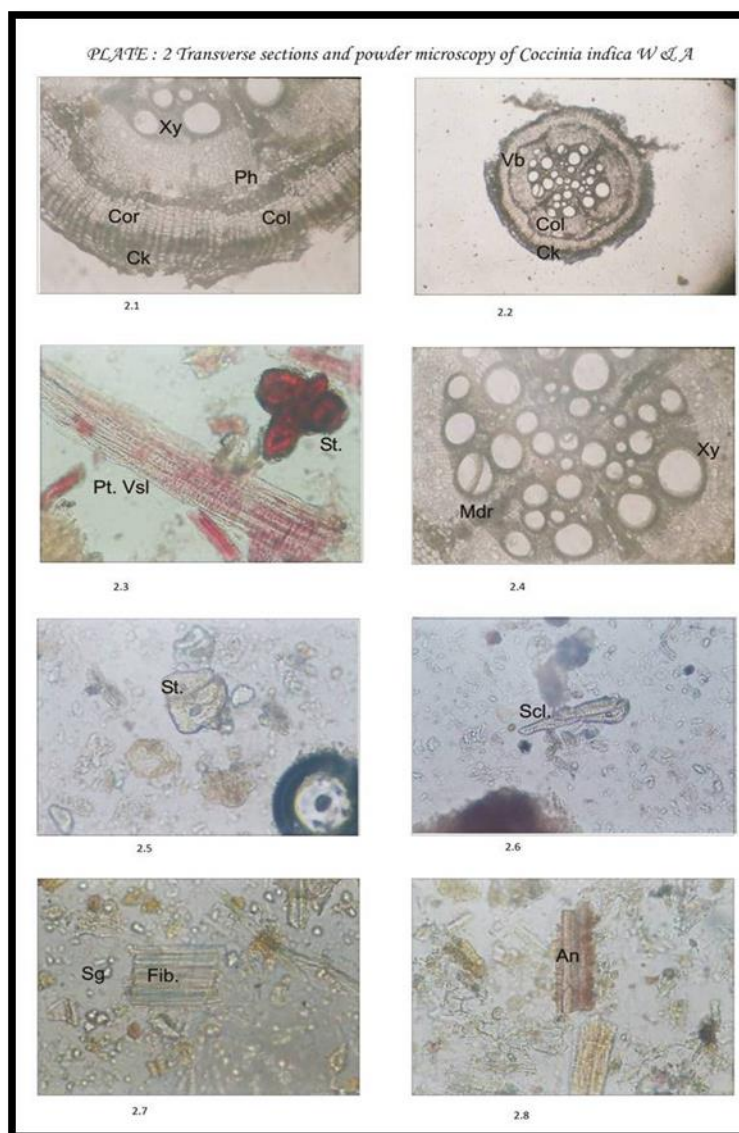 PLATE : 2 Transverse sections and powder microscopy of Coccinia indica W & A
Xy
Ph
Cor
Col
Ck
2.1
Vb
Col
Ck
2.2
St.
Pt. Vsl
2.3
Xy
Mdr
2.4
St.
2.5
Scl.
2.6
Sg
Fib.
2.7
An
2.8